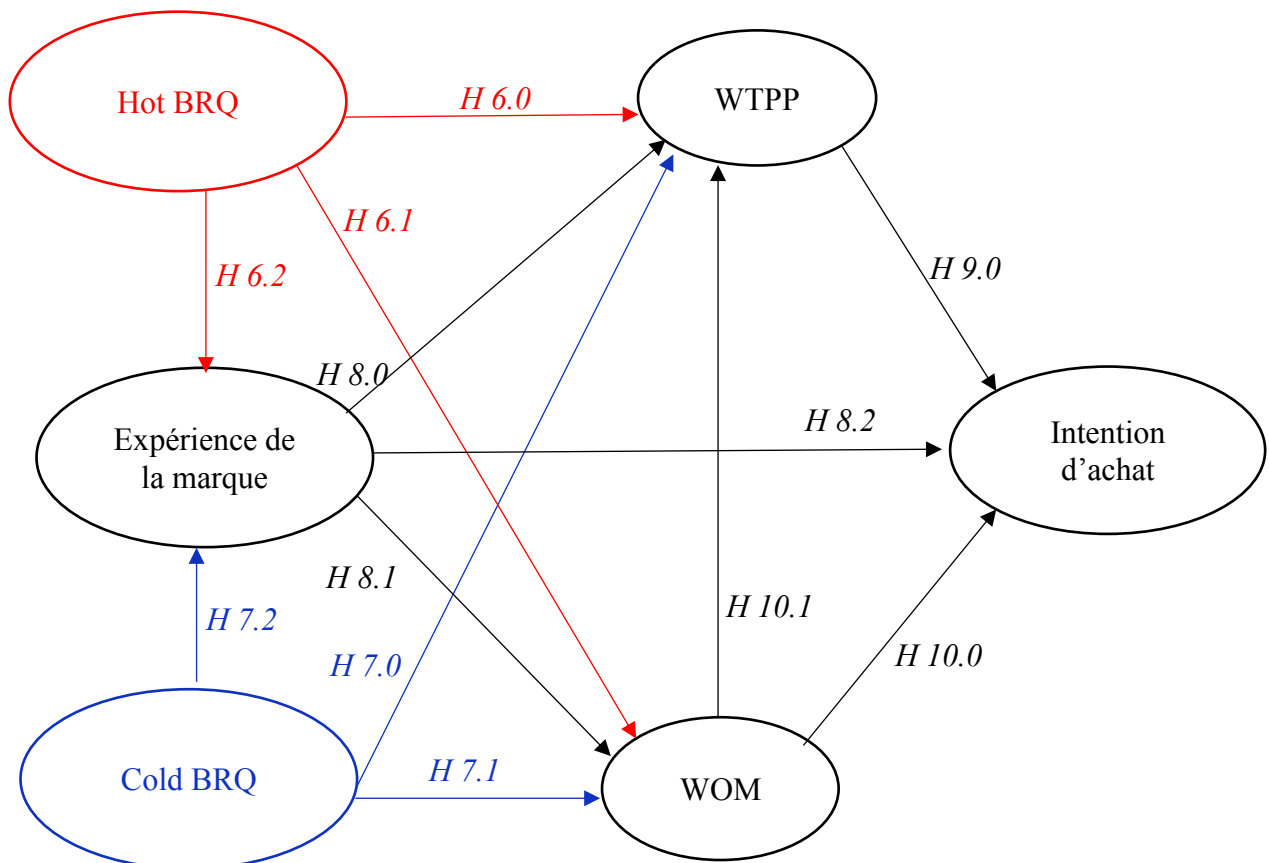 Hot BRQ
H 6.0
WTPP
H 6.1
H 6.2
H 9.0
H 8.0
Expérience de
la marque
H 8.2
Intention
d’achat
H 8.1
H 7.2
H 7.0
H 10.1
H 10.0
Cold BRQ
H 7.1
WOM